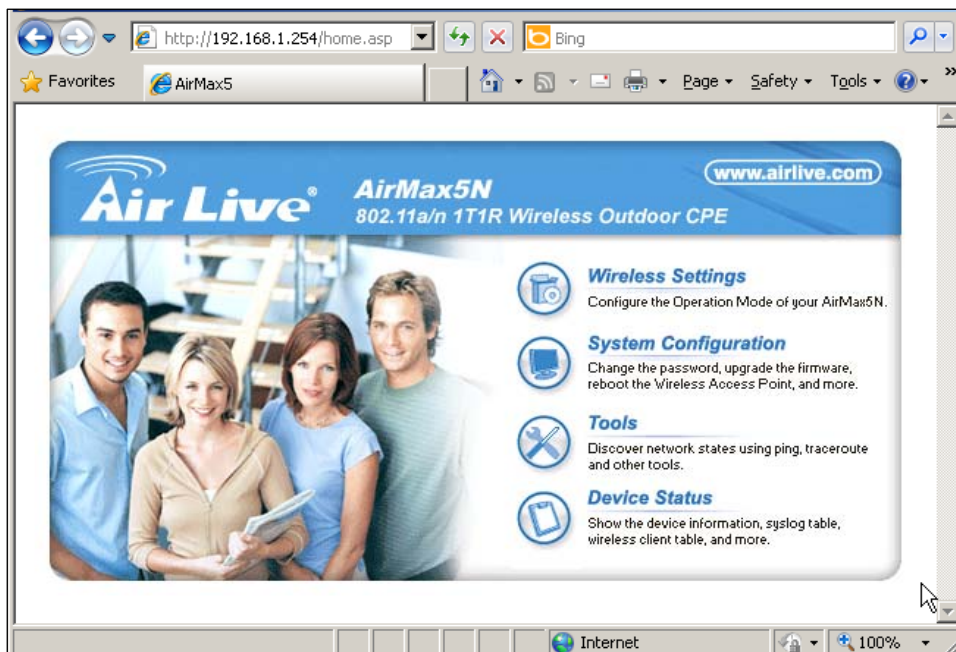 http://192.168.1.254/home.asp
Bing
Favorites
AirMax5
Page
Safety
Tools
Air Live®
AirMax5N
802.11a/n 1T1R Wireless Outdoor CPE
www.airlive.com
Wireless Settings
Configure the Operation Mode of your AirMax5N.
System Configuration
Change the password, upgrade the firmware,
reboot the Wireless Access Point, and more.
Tools
Discover network states using ping, traceroute
and other tools.
Device Status
Show the device information, syslog table,
wireless client table, and more.
Internet
100%